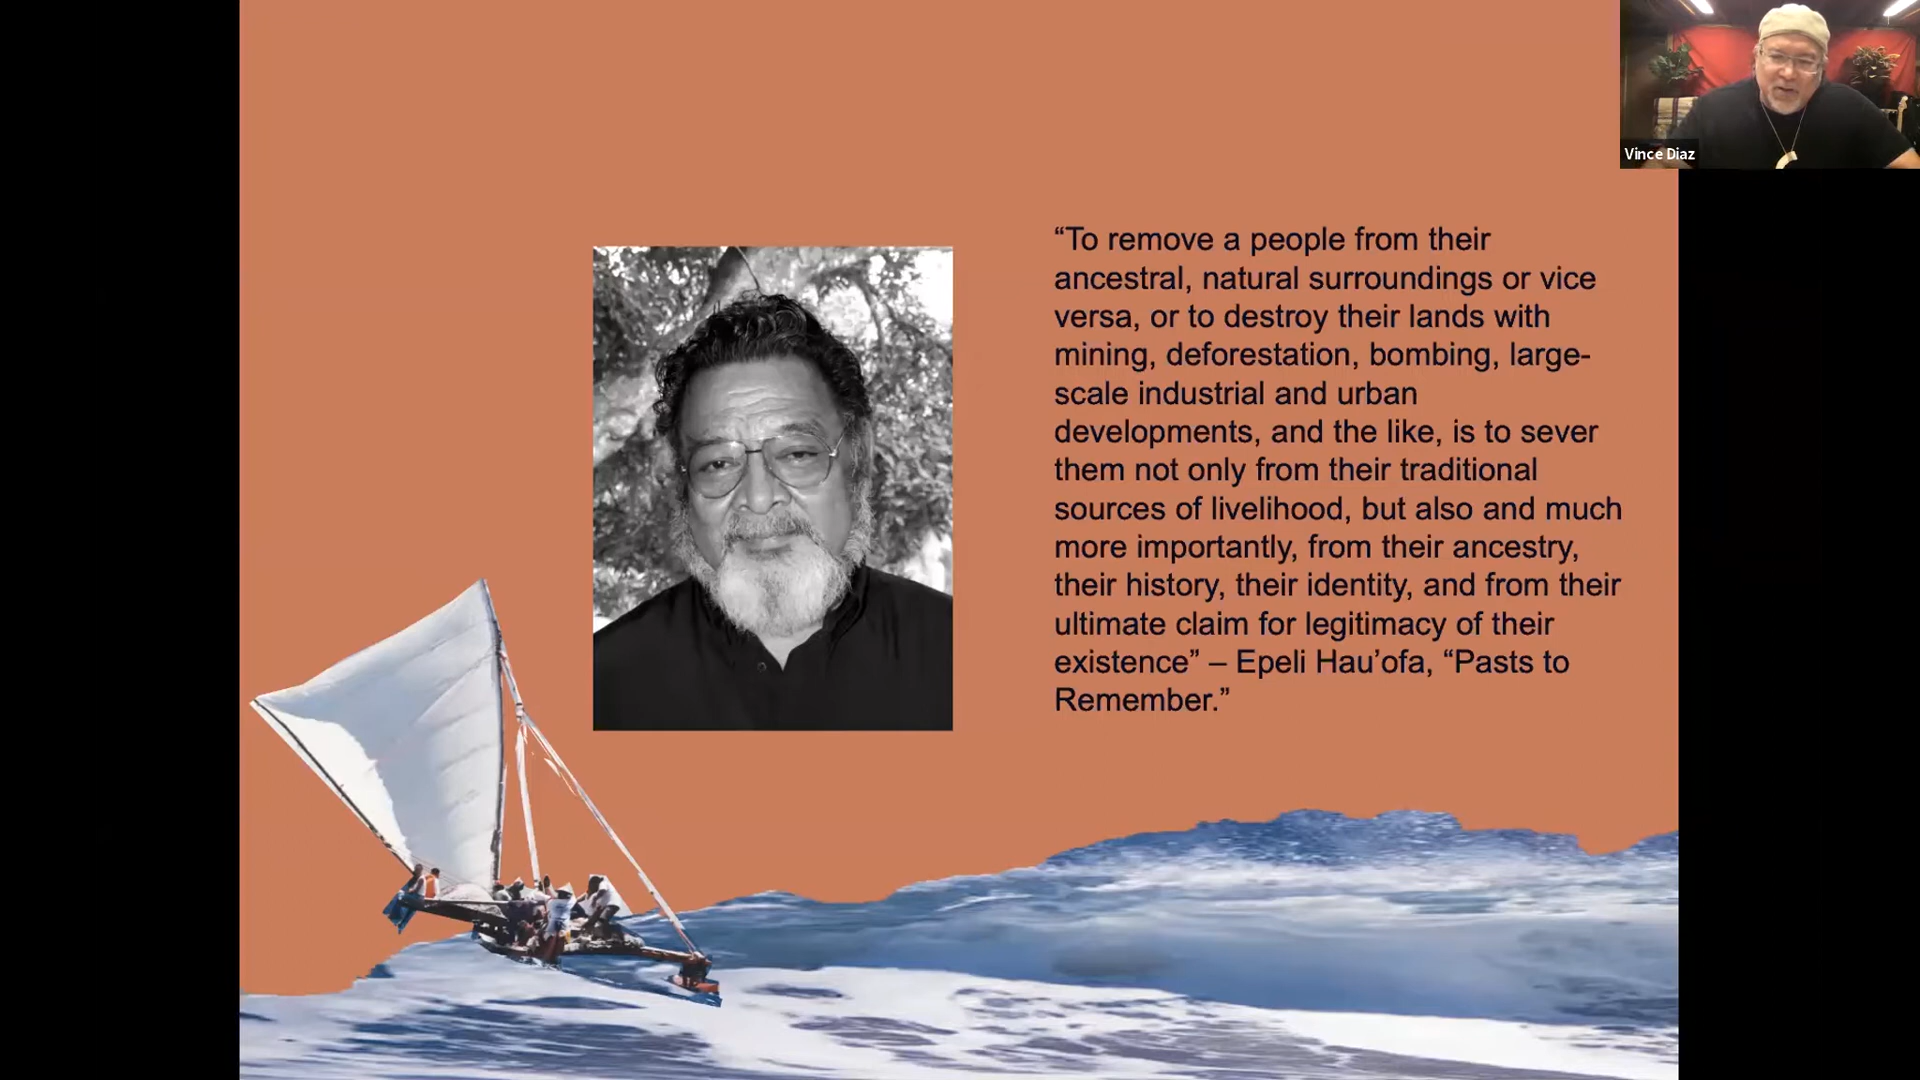 Vince Diaz
“To remove a people from their
ancestral, natural surroundings or vice
versa, or to destroy their lands with
mining, deforestation, bombing, large-
scale industrial and urban
developments, and the like, is to sever
them not only from their traditional
sources of livelihood, but also and much
more importantly, from their ancestry,
their history, their identity, and from their
ultimate claim for legitimacy of their
existence” – Epeli Hau’ofa, “Pasts to
Remember.”